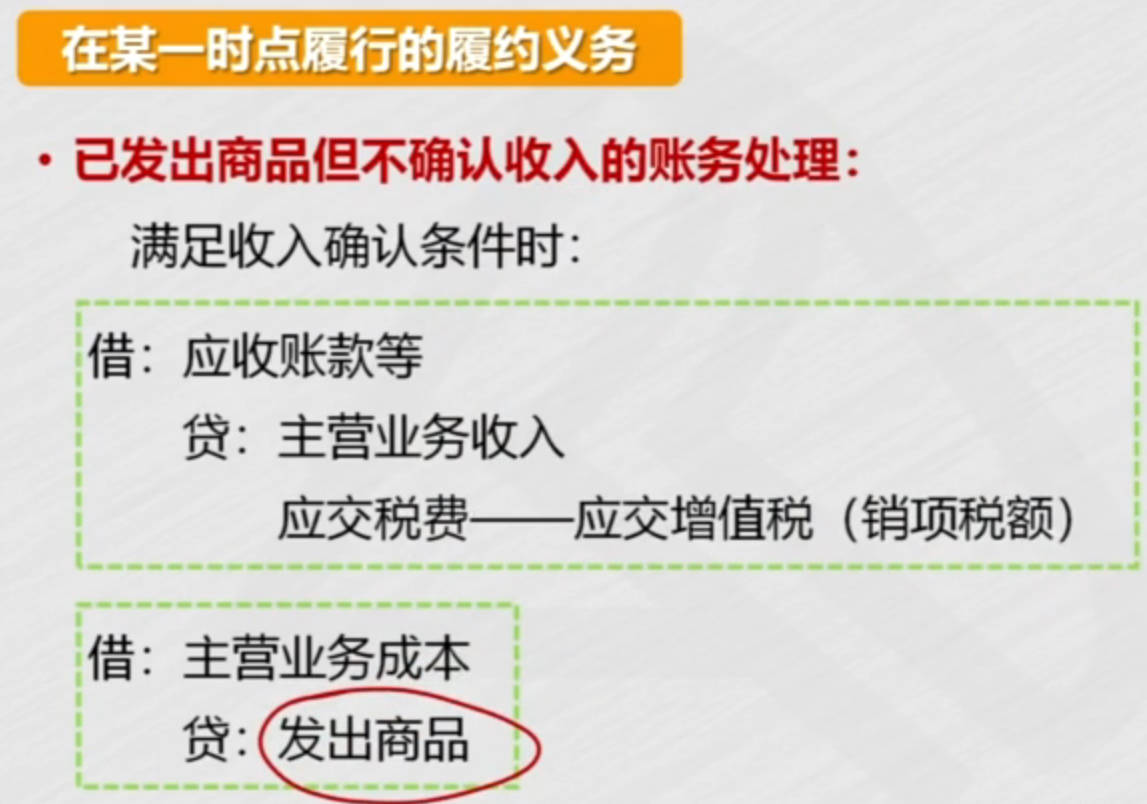 在某一时点履行的履约义务
• 已发出商品但不确认收入的账务处理：
满足收入确认条件时：
借：应收账款等
贷：主营业务收入
应交税费——应交增值税（销项税额）
借：主营业务成本
贷：发出商品